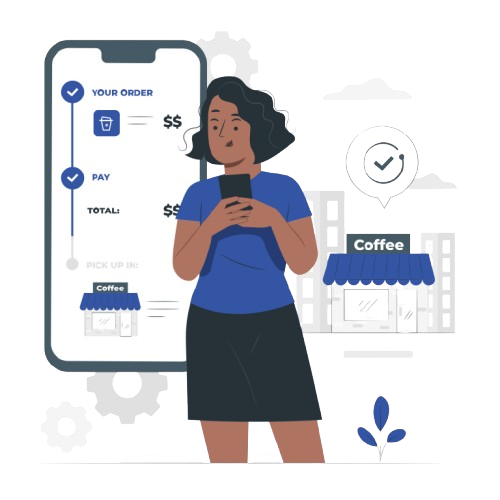 YOUR ORDER
$$
PAY
TOTAL:
$$
PICK UP IN:
Coffee
Coffee